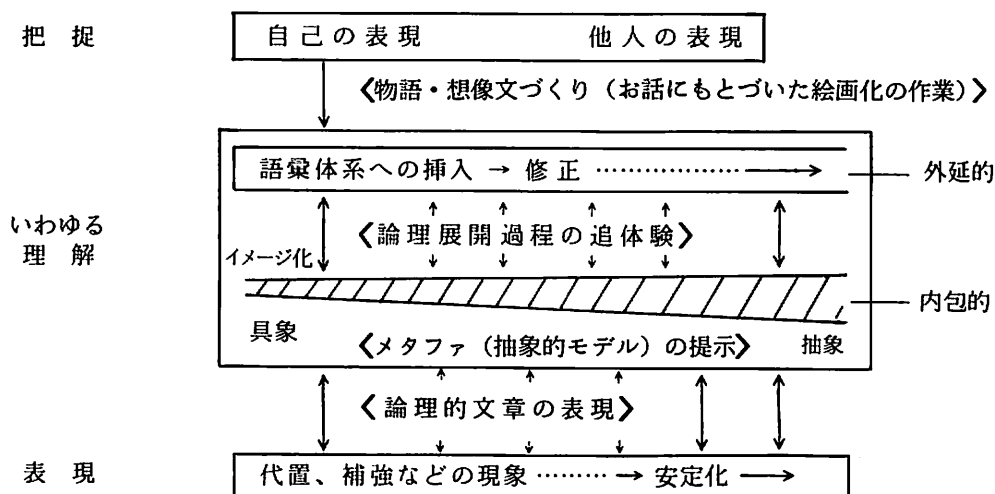 把捉
自己の表現 他人の表現
〈物語・想像文づくり（お話にもとづいた絵画化の作業）〉
語彙体系への挿入 → 修正 ……………… → 外延的
いわゆる
理解
〈論理展開過程の追体験〉
イメージ化
内包的
具象 〈メタファ（抽象的モデル）の提示〉 抽象
〈論理的文章の表現〉
表現 代置、補強などの現象 ……… → 安定化 →